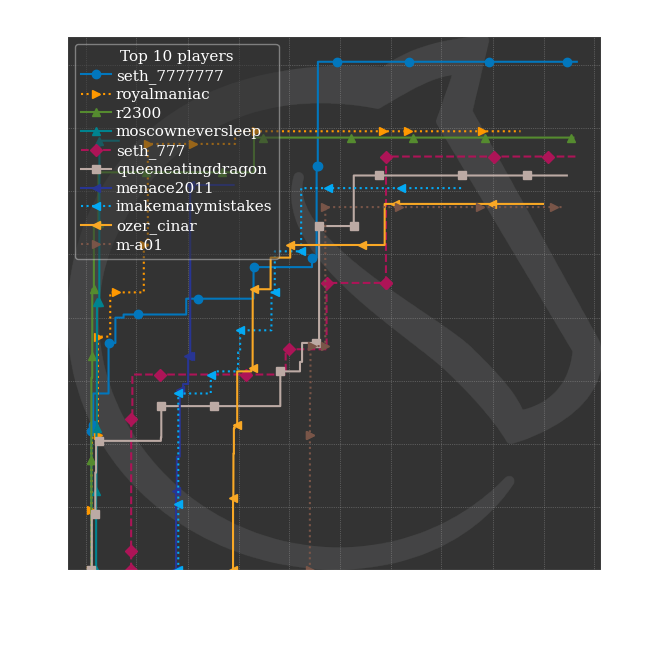 Top 10 players
seth_7777777
royalmaniac
r2300
moscowneversleep
seth_777
queeneatingdragon
menace2011
imakemanymistakes
ozer_cinar
m-a01